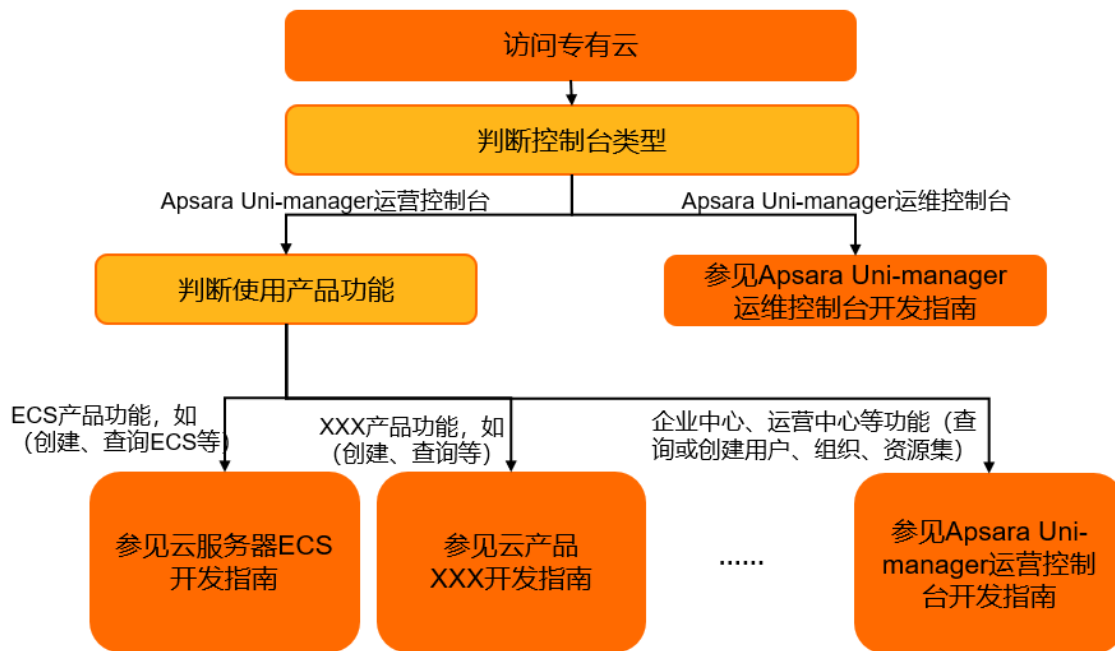 访问专有云
判断控制台类型
Apsara Uni-manager运营控制台
Apsara Uni-manager运维控制台
判断使用产品功能
参见Apsara Uni-manager
运维控制台开发指南
ECS产品功能，如
（创建、查询ECS等）
XXX产品功能，如
（创建、查询等）
企业中心、运营中心等功能（查
询或创建用户、组织、资源集）
参见云服务器ECS
开发指南
参见云产品
XXX开发指南
......
参见Apsara Uni-
manager运营控制
台开发指南